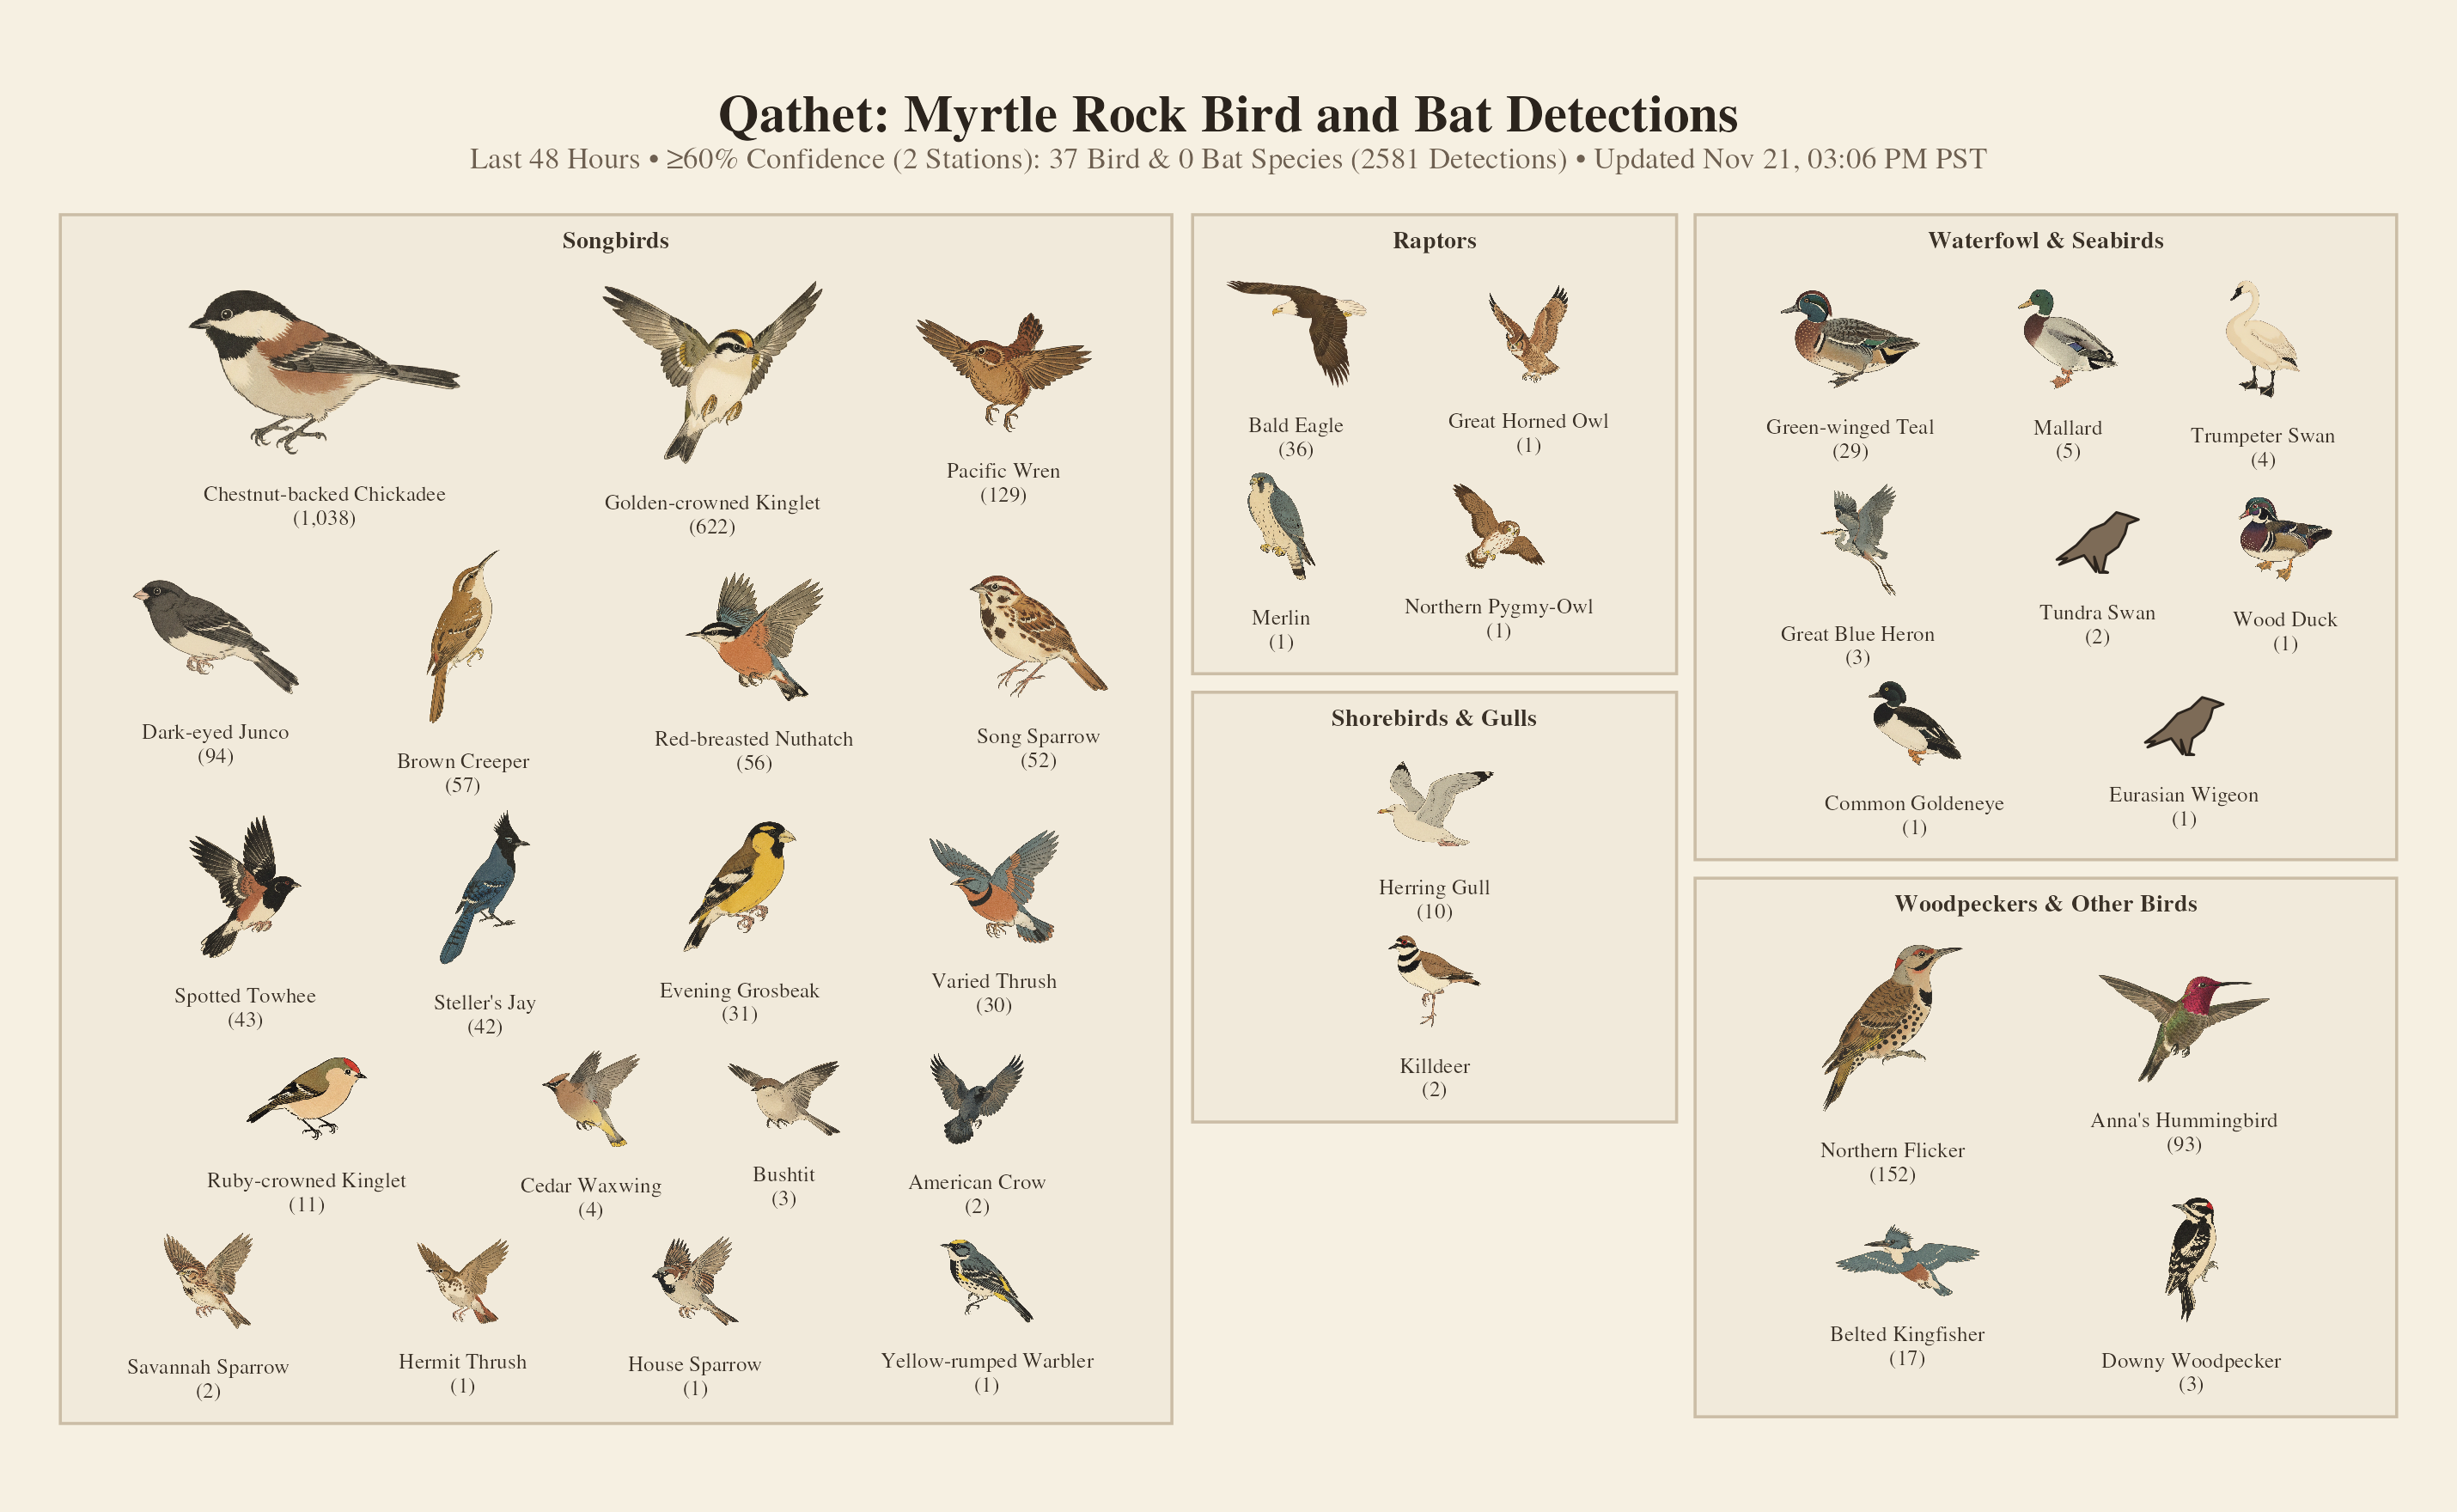 Qathet: Myrtle Rock Bird and Bat Detections
Last 48 Hours • ≥60% Confidence (2 Stations): 37 Bird & 0 Bat Species (2581 Detections) • Updated Nov 21, 03:06 PM PST
Songbirds
Chestnut-backed Chickadee
(1,038)
Golden-crowned Kinglet
(622)
Pacific Wren
(129)
Dark-eyed Junco
(94)
Brown Creeper
(57)
Red-breasted Nuthatch
(56)
Song Sparrow
(52)
Spotted Towhee
(43)
Steller's Jay
(42)
Evening Grosbeak
(31)
Varied Thrush
(30)
Ruby-crowned Kinglet
(11)
Cedar Waxwing
(4)
Bushtit
(3)
American Crow
(2)
Savannah Sparrow
(2)
Hermit Thrush
(1)
House Sparrow
(1)
Yellow-rumped Warbler
(1)
Raptors
Bald Eagle
(36)
Great Horned Owl
(1)
Merlin
(1)
Northern Pygmy-Owl
(1)
Shorebirds & Gulls
Herring Gull
(10)
Killdeer
(2)
Waterfowl & Seabirds
Green-winged Teal
(29)
Mallard
(5)
Trumpeter Swan
(4)
Great Blue Heron
(3)
Tundra Swan
(2)
Wood Duck
(1)
Common Goldeneye
(1)
Eurasian Wigeon
(1)
Woodpeckers & Other Birds
Northern Flicker
(152)
Anna's Hummingbird
(93)
Belted Kingfisher
(17)
Downy Woodpecker
(3)